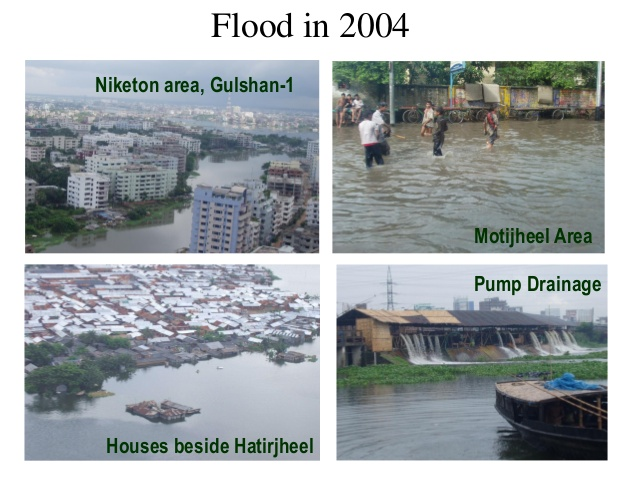 Flood in 2004
Niketon area, Gulshan-1
Motijheel Area
Houses beside Hatirjheel
Pump Drainage